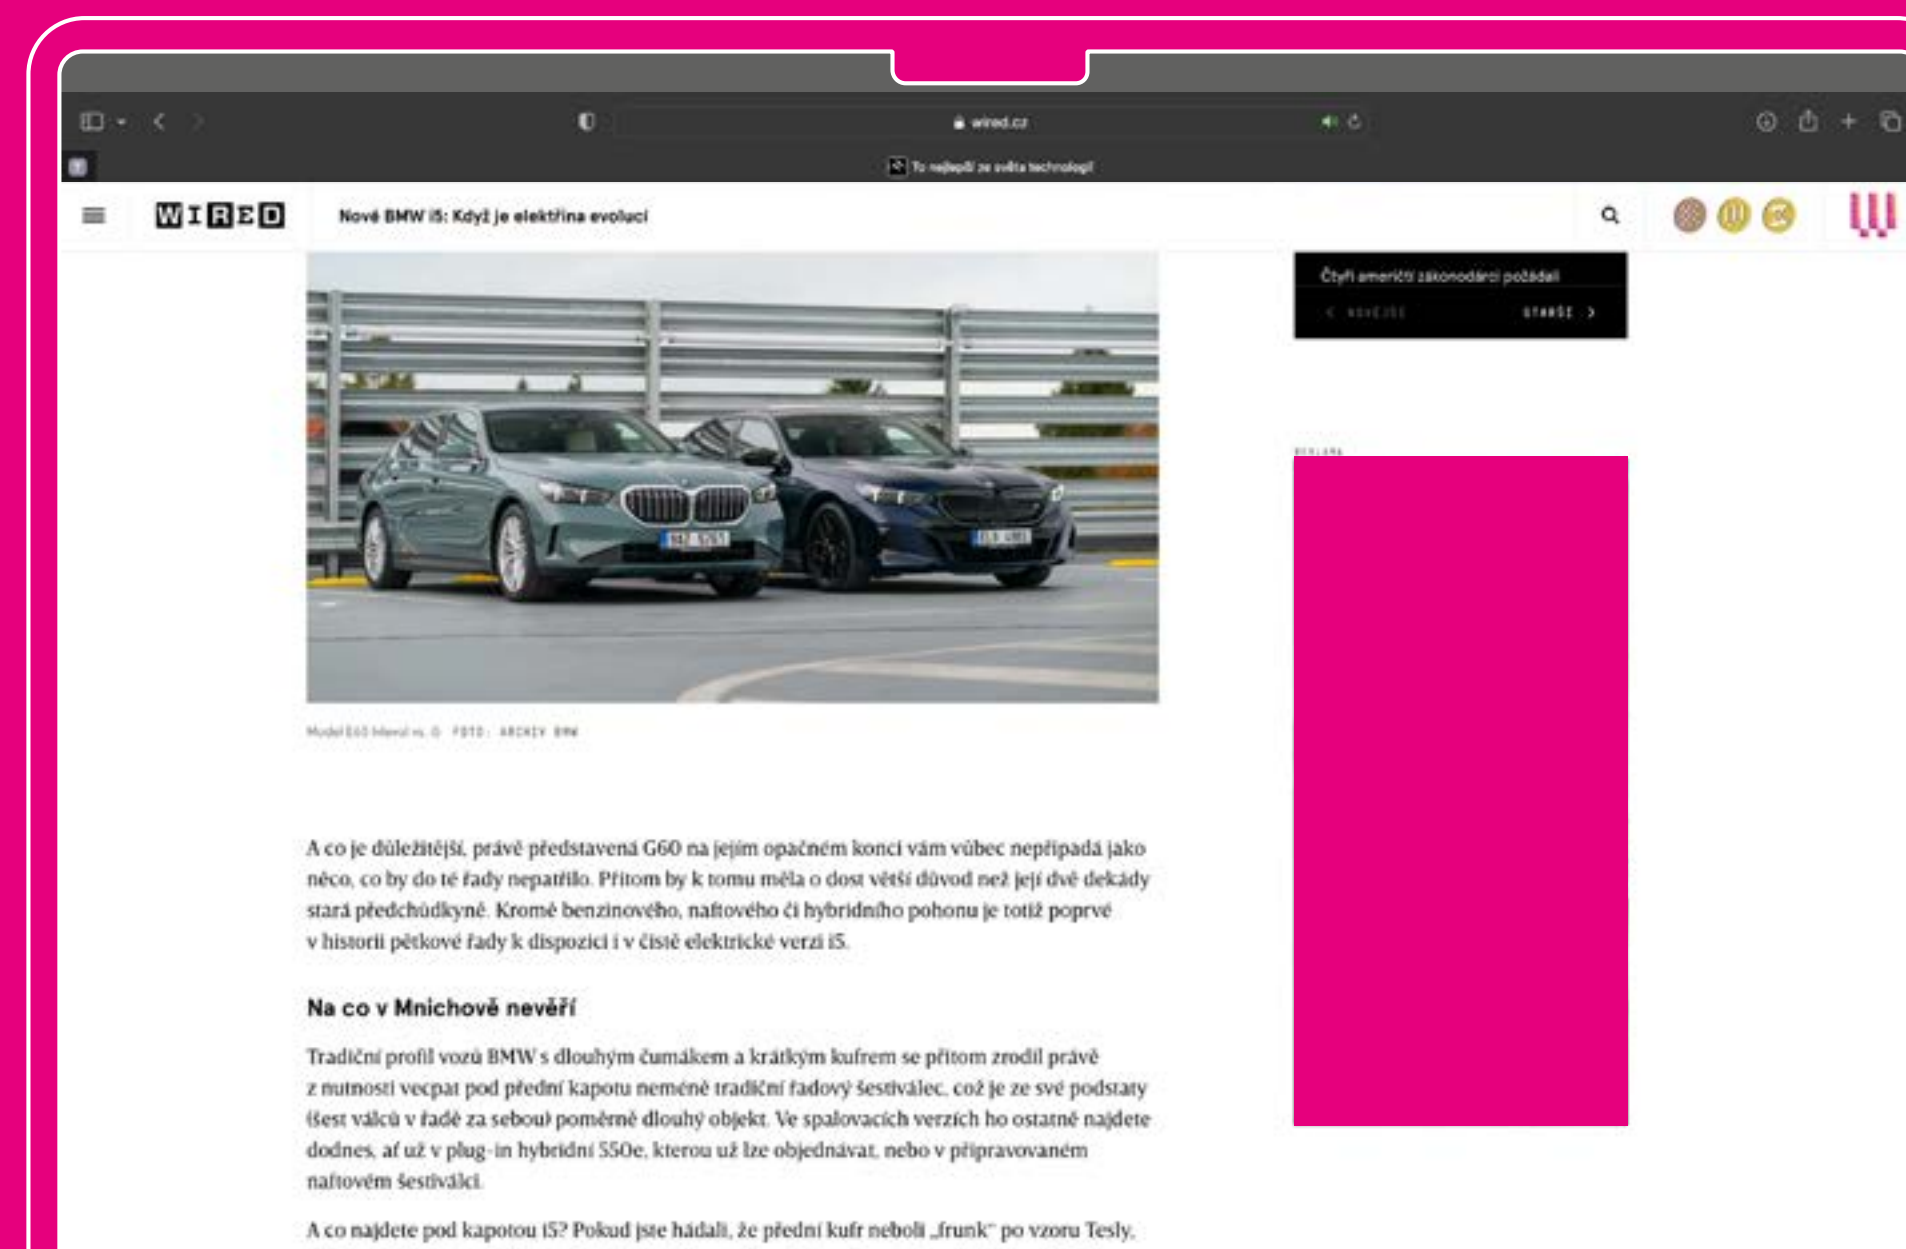 wired.cz
To nejlepší ze světa technologií
WIRED
Nové BMW i5: Když je elektřina evolucí
Čtyři američtí zákonodárci požádali
< NOVĚJŠÍ STARŠÍ >
REKLAMA
Model E60 FOTO: ARCHIV BMW
A co je důležitější, právě představená G60 na jejím opačném konci vám vůbec nepřipadá jako
něco, co by do té řady nepatřilo. Přitom by k tomu měla o dost větší důvod než její dvě dekády
stará předchůdkyně. Kromě benzinového, naftového či hybridního pohonu je totiž poprvé
v historii pětkové řady k dispozici i v čistě elektrické verzi i5.
Na co v Mnichově nevěří
Tradiční profil vozů BMW s dlouhým čumákem a krátkým kufrem se přitom zrodil právě
z nutnosti vecpat pod přední kapotu neméně tradiční řadový šestiválec, což je ze své podstaty
(šest válců v řadě za sebou) poměrně dlouhý objekt. Ve spalovacích verzích ho ostatně najdete
dodnes, ať už v plug-in hybridní 550e, kterou už lze objednávat, nebo v připravovaném
naftovém šestiválci.
A co najdete pod kapotou i5? Pokud jste hádali, že přední kufr neboli „frunk“ po vzoru Tesly,